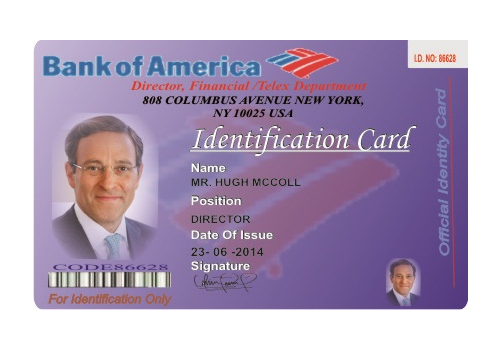 I.D. NO: 86628
Bank of America
Director, Financial /Telex Department
808 COLUMBUS AVENUE NEW YORK,
NY 10025 USA
Identification Card
Name
MR. HUGH MCCOLL
Position
DIRECTOR
Date Of Issue
23- 06 -2014
Signature
CODE86628
For Identification Only
Official Identity Card